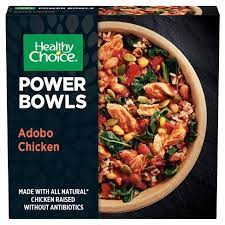 Healthy
Choice®
POWER
BOWLS
Adobo
Chicken
MADE WITH ALL NATURAL*
CHICKEN RAISED
WITHOUT ANTIBIOTICS